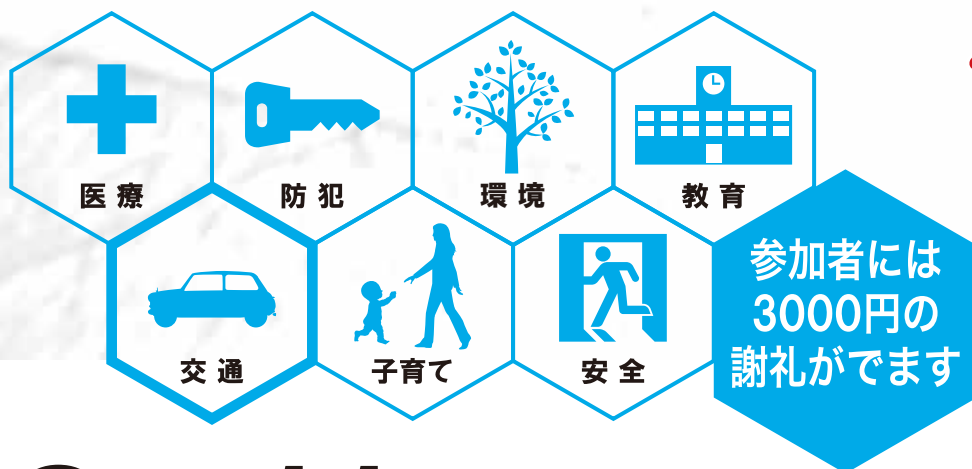 医療
防犯
環境
教育
交通
子育て
安全
参加者には
3000円の
謝礼がでます